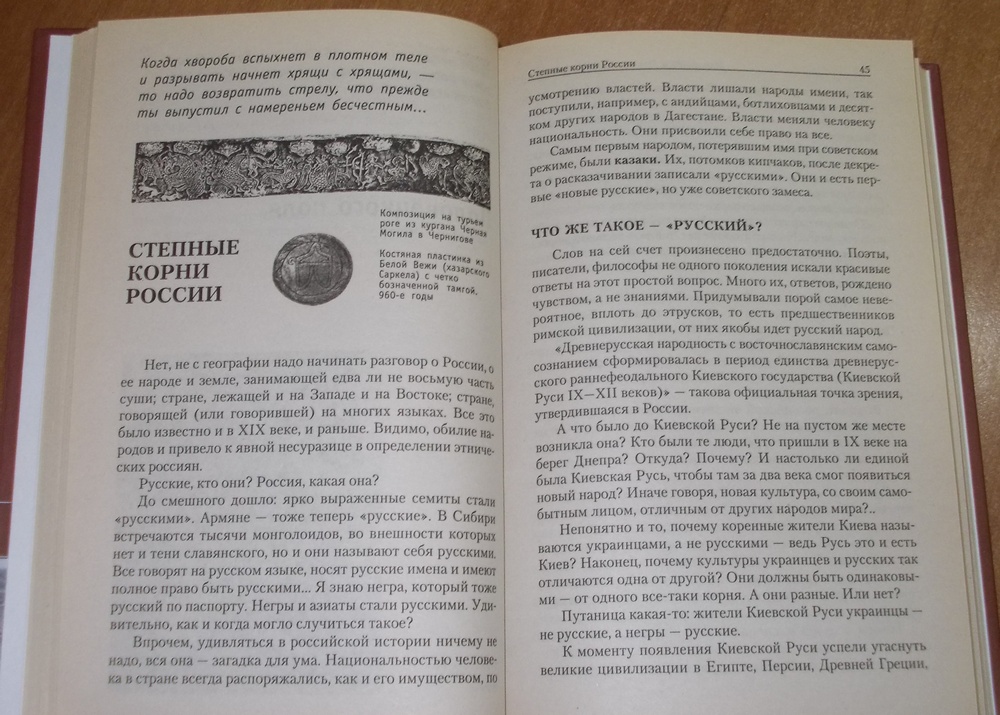 Когда хвороба вспыхнет в плотном теле
и разрывать начнет хрящи с хрящами, —
то надо возвратить стрелу, что прежде
ты выпустил с намереньем бесчестным...
СТЕПНЫЕ
КОРНИ
РОССИИ
Композиция на турьем
роге из кургана Черная
Могила в Чернигове
Костяная пластинка из
Белой Вежи (хазарского
Саркела) с четко
бозначенной тамгой.
960-е годы
Нет, не с географии надо начинать разговор о России, о
ее народе и земле, занимающей едва ли не восьмую часть
суши; стране, лежащей и на Западе и на Востоке; стране,
говорящей (или говорившей) на многих языках. Все это
было известно и в XIX веке, и раньше. Видимо, обилие на-
родов и привело к явной несуразице в определении этниче-
ских россиян.
Русские, кто они? Россия, какая она?
До смешного дошло: ярко выраженные семиты стали
«русскими». Армяне — тоже теперь «русские». В Сибири
встречаются тысячи монголоидов, во внешности которых
нет и тени славянского, но и они называют себя русскими.
Все говорят на русском языке, носят русские имена и имеют
полное право быть русскими... Я знаю негра, который тоже
русский по паспорту. Негры и азиаты стали русскими. Уди-
вительно, как и когда могло случиться такое?
Впрочем, удивляться в российской истории ничему не
надо, вся она — загадка для ума. Национальностью челове-
ка в стране всегда распоряжались, как и его имуществом, по
Степные корни России 45
усмотрению властей. Власти лишали народы имени, так
поступили, например, с андийцами, ботлиховцами и десят-
ком других народов в Дагестане. Власти меняли человеку
национальность. Они присвоили себе право на все.
Самым первым народом, потерявшим имя при советском
режиме, были казаки. Их, потомков кипчаков, после декре-
та о расказачивании записали «русскими». Они и есть пер-
вые «новые русские», но уже советского замеса.
ЧТО ЖЕ ТАКОЕ — «РУССКИЙ»?
Слов на сей счет произнесено предостаточно. Поэты,
писатели, философы не одного поколения искали красивые
ответы на этот простой вопрос. Много их, ответов, рождено
чувством, а не знаниями. Придумывали порой самое неве-
роятное, вплоть до этрусков, то есть предшественников
римской цивилизации, от них якобы идет русский народ.
«Древнерусская народность с восточнославянским само-
сознанием сформировалась в период единства древнерус-
ского раннефеодального Киевского государства (Киевской
Руси IX—XII веков)» — такова официальная точка зрения,
утвердившаяся в России.
А что было до Киевской Руси? Не на пустом же месте
возникла она? Кто были те люди, что пришли в IX веке на
берег Днепра? Откуда? Почему? И настолько ли единой
была Киевская Русь, чтобы там за два века смог появиться
новый народ? Иначе говоря, новая культура, со своим само-
бытным лицом, отличным от других народов мира?..
Непонятно и то, почему коренные жители Киева назы-
ваются украинцами, а не русскими — ведь Русь это и есть
Киев? Наконец, почему культуры украинцев и русских так
отличаются одна от другой? Они должны быть одинаковы-
ми — от одного все-таки корня. А они разные. Или нет?
Путаница какая-то: жители Киевской Руси украинцы —
не русские, а негры — русские.
К моменту появления Киевской Руси успели угаснуть
великие цивилизации в Египте, Персии, Древней Греции,